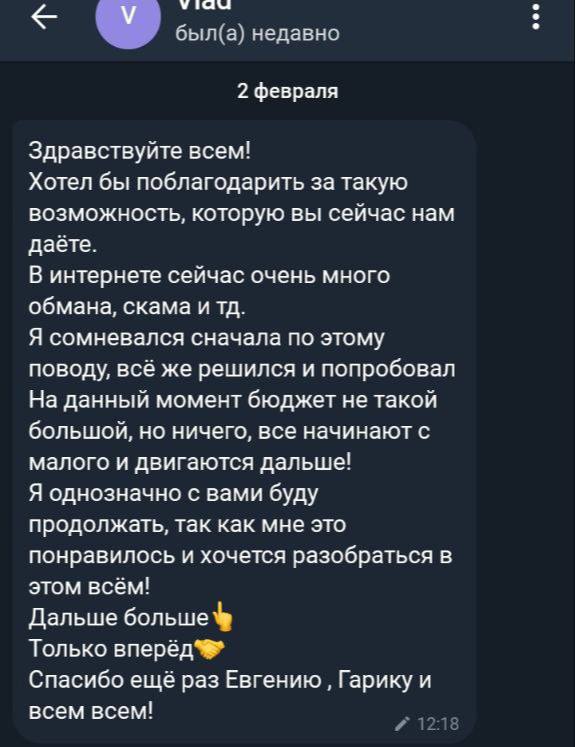 V
Vlad
был(а) недавно
2 февраля
Здравствуйте всем!
Хотел бы поблагодарить за такую
возможность, которую вы сейчас нам
даёте.
В интернете сейчас очень много
обмана, скама и тд.
Я сомневался сначала по этому
поводу, всё же решился и попробовал
На данный момент бюджет не такой
большой, но ничего, все начинают с
малого и двигаются дальше!
Я однозначно с вами буду
продолжать, так как мне это
понравилось и хочется разобраться в
этом всём!
Дальше больше👆
Только вперёд🤝
Спасибо ещё раз Евгению , Гарику и
всем всем!
12:18